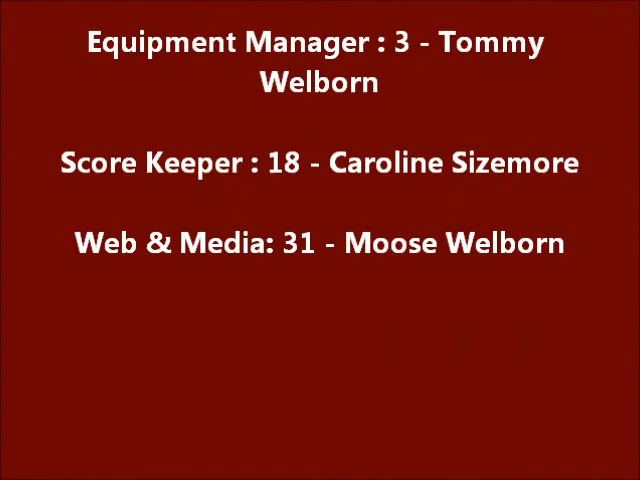 Equipment Manager : 3 - Tommy
Welborn
Score Keeper : 18 - Caroline Sizemore
Web & Media: 31 - Moose Welborn